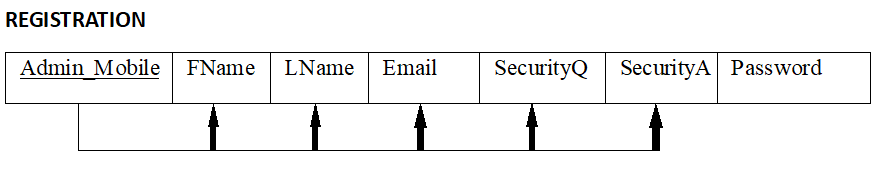 REGISTRATION
Admin_Mobile FName LName Email SecurityQ SecurityA Password